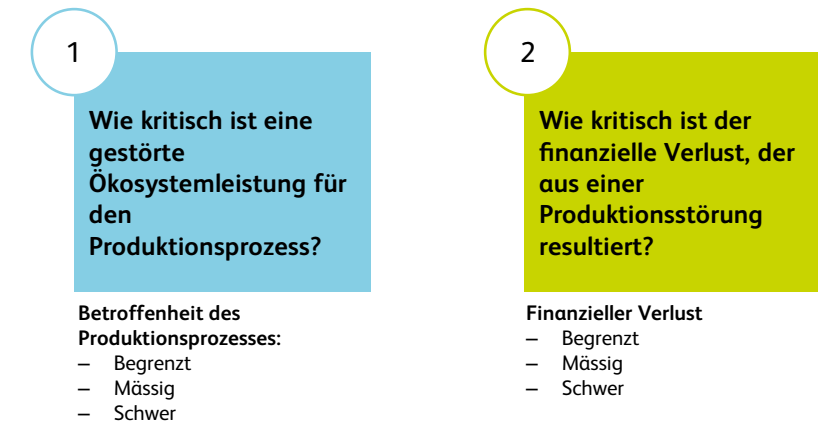 1
Wie kritisch ist eine
gestörte
Ökosystemleistung für
den
Produktionsprozess?
Betroffenheit des
Produktionsprozesses:
– Begrenzt
– Mässig
– Schwer
2
Wie kritisch ist der
finanzielle Verlust, der
aus einer
Produktionsstörung
resultiert?
Finanzieller Verlust
– Begrenzt
– Mässig
– Schwer